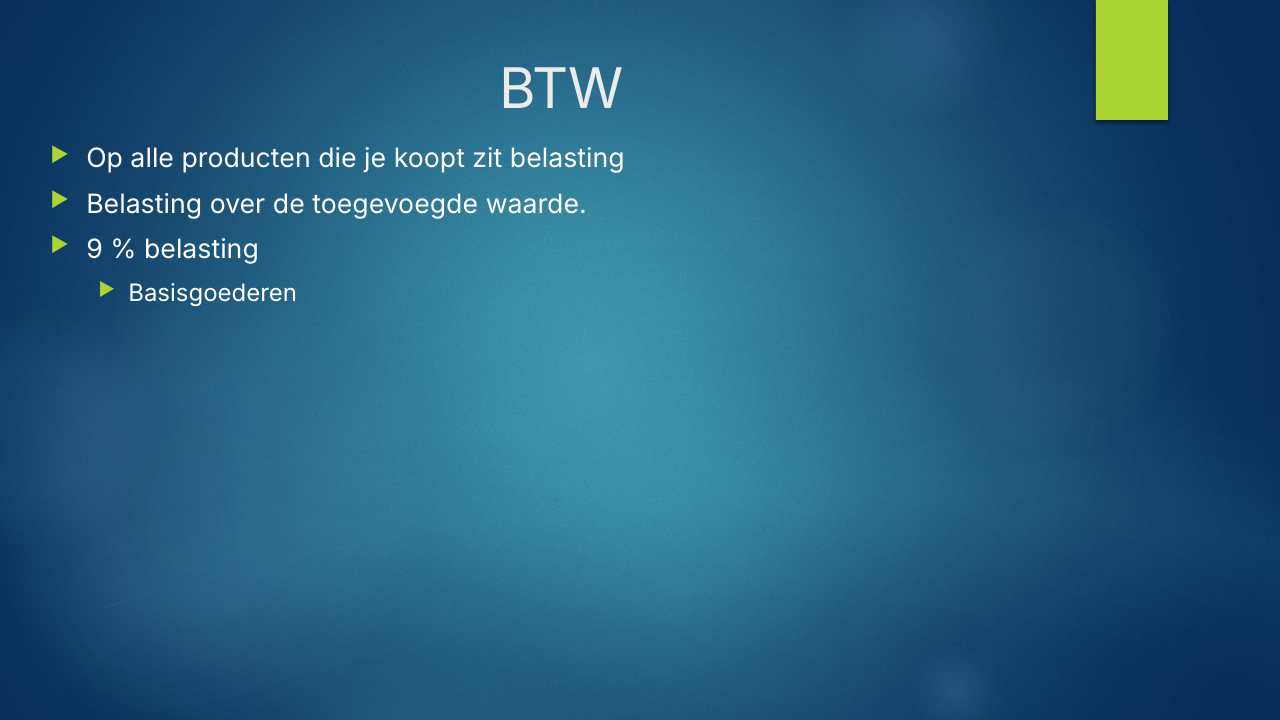 BTW
Op alle producten die je koopt zit belasting
Belasting over de toegevoegde waarde.
9 % belasting
Basisgoederen